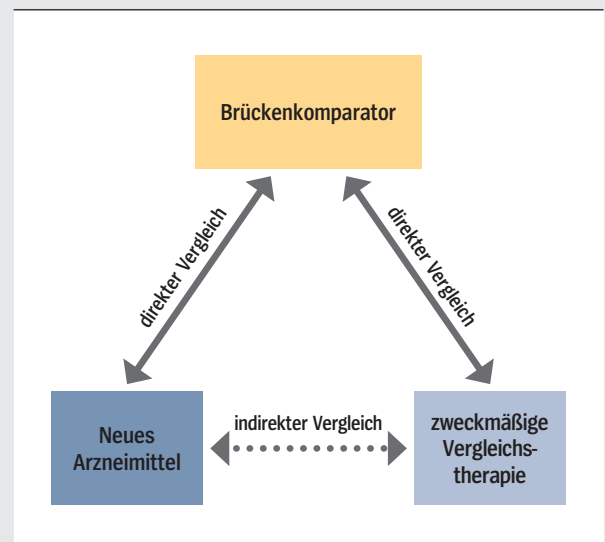 Brückenkomparator
direkter Vergleich
direkter Vergleich
indirekter Vergleich
Neues
Arzneimittel
zweckmäßige
Vergleichs-
therapie